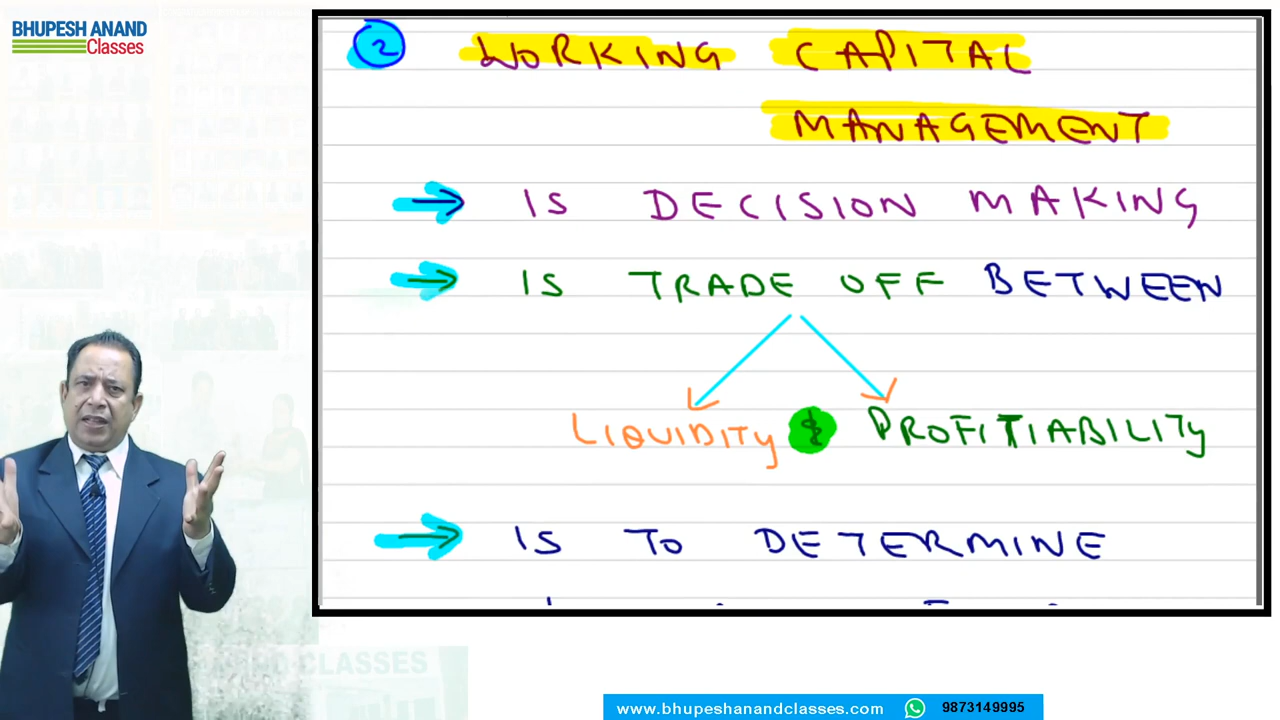 BHUPESH ANAND
Classes
2 WORKING CAPITAL
MANAGEMENT
→ IS DECISION MAKING
→ IS TRADE OFF BETWEEN
LIQUIDITY & PROFITIABILITY
→ IS TO DETERMINE
CLASSES
www.bhupeshanandclasses.com 9873149995